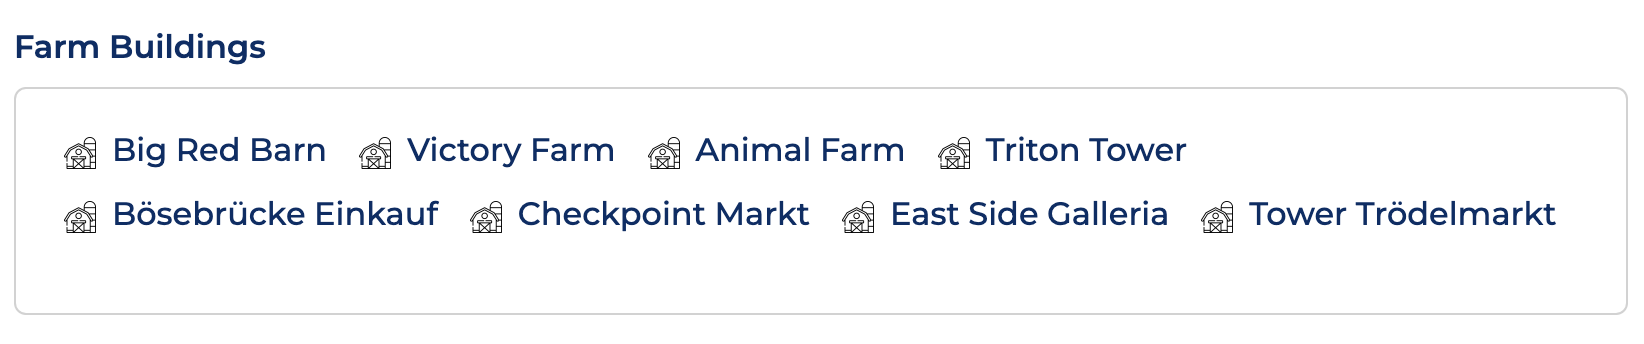 Farm Buildings
Big Red Barn Victory Farm Animal Farm Triton Tower
Bösebrücke Einkauf Checkpoint Markt East Side Galleria Tower Trödelmarkt